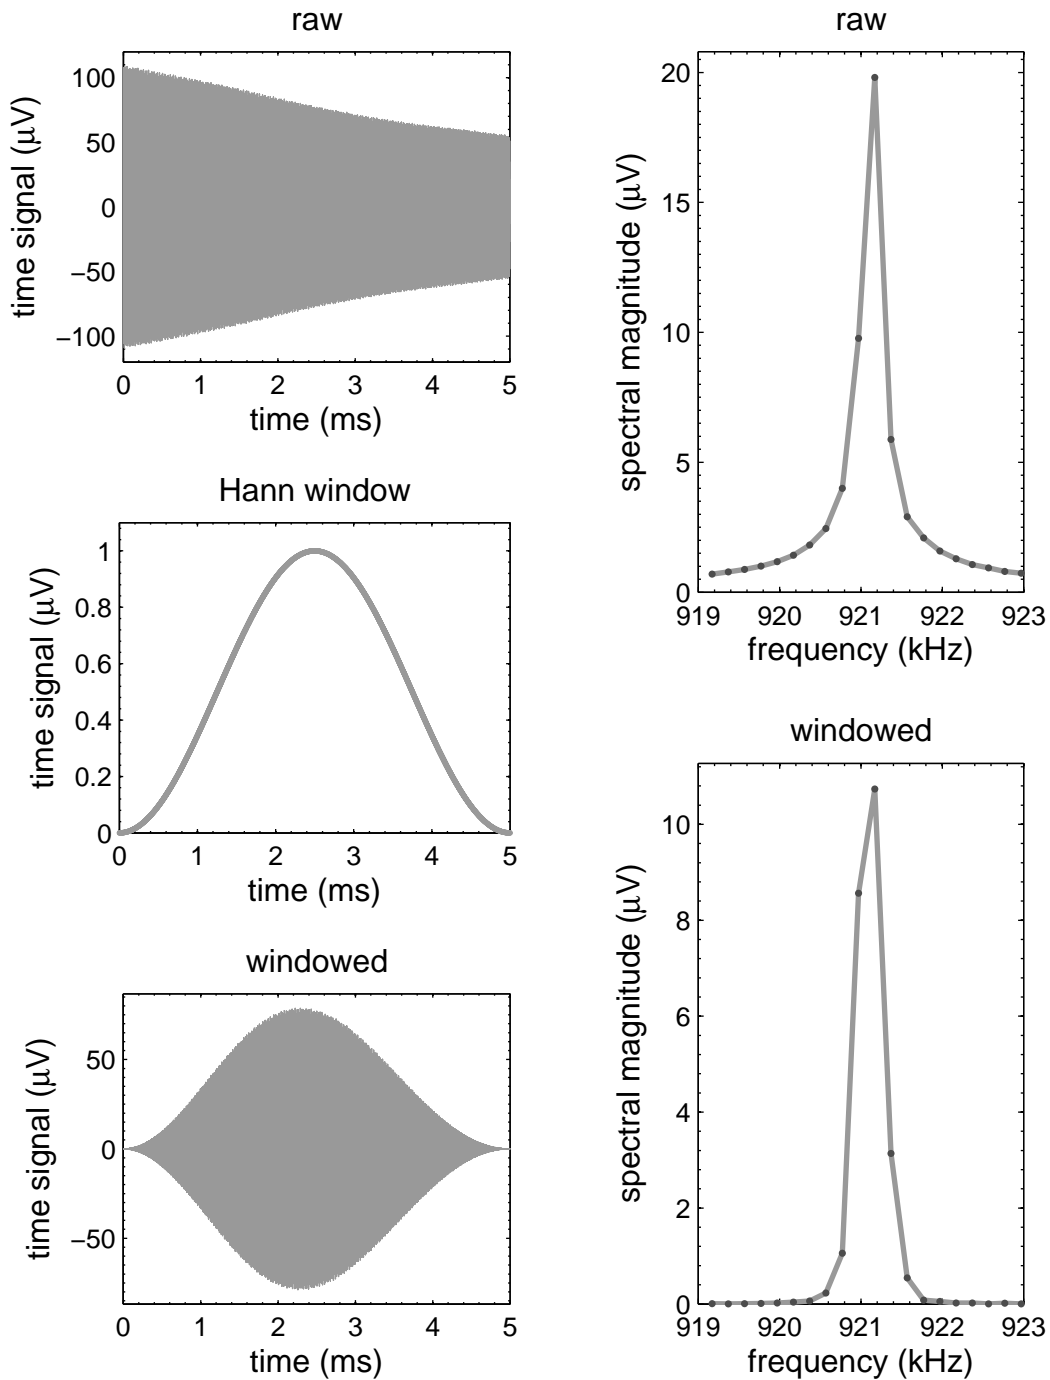 raw
time signal (μV)
100
50
0
−50
−100
0 1 2 3 4 5
time (ms)
Hann window
time signal (μV)
1
0.8
0.6
0.4
0.2
0
0 1 2 3 4 5
time (ms)
windowed
time signal (μV)
50
0
−50
0 1 2 3 4 5
time (ms)
raw
spectral magnitude (μV)
20
15
10
5
0
919 920 921 922 923
frequency (kHz)
windowed
spectral magnitude (μV)
10
8
6
4
2
0
919 920 921 922 923
frequency (kHz)